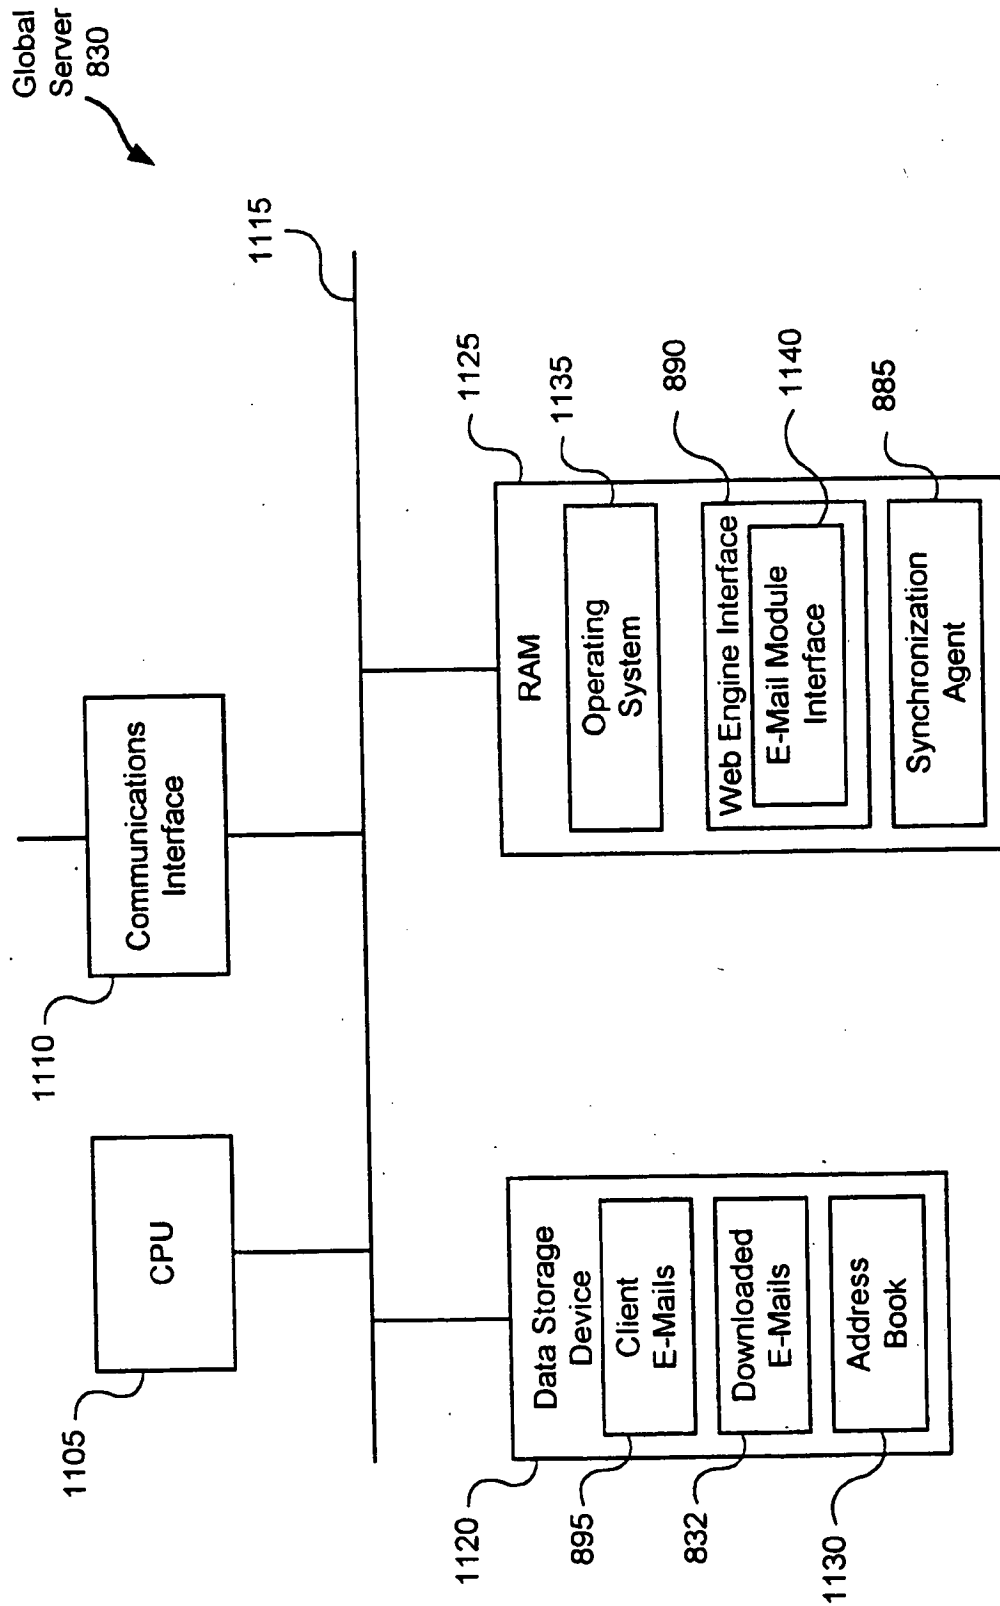 Global
Server
830
1105
CPU
1110
Communications
Interface
1115
1120
Data Storage
Device
895
Client
E-Mails
832
Downloaded
E-Mails
1130
Address
Book
1125
RAM
1135
Operating
System
890
Web Engine Interface
1140
E-Mail Module
Interface
885
Synchronization
Agent